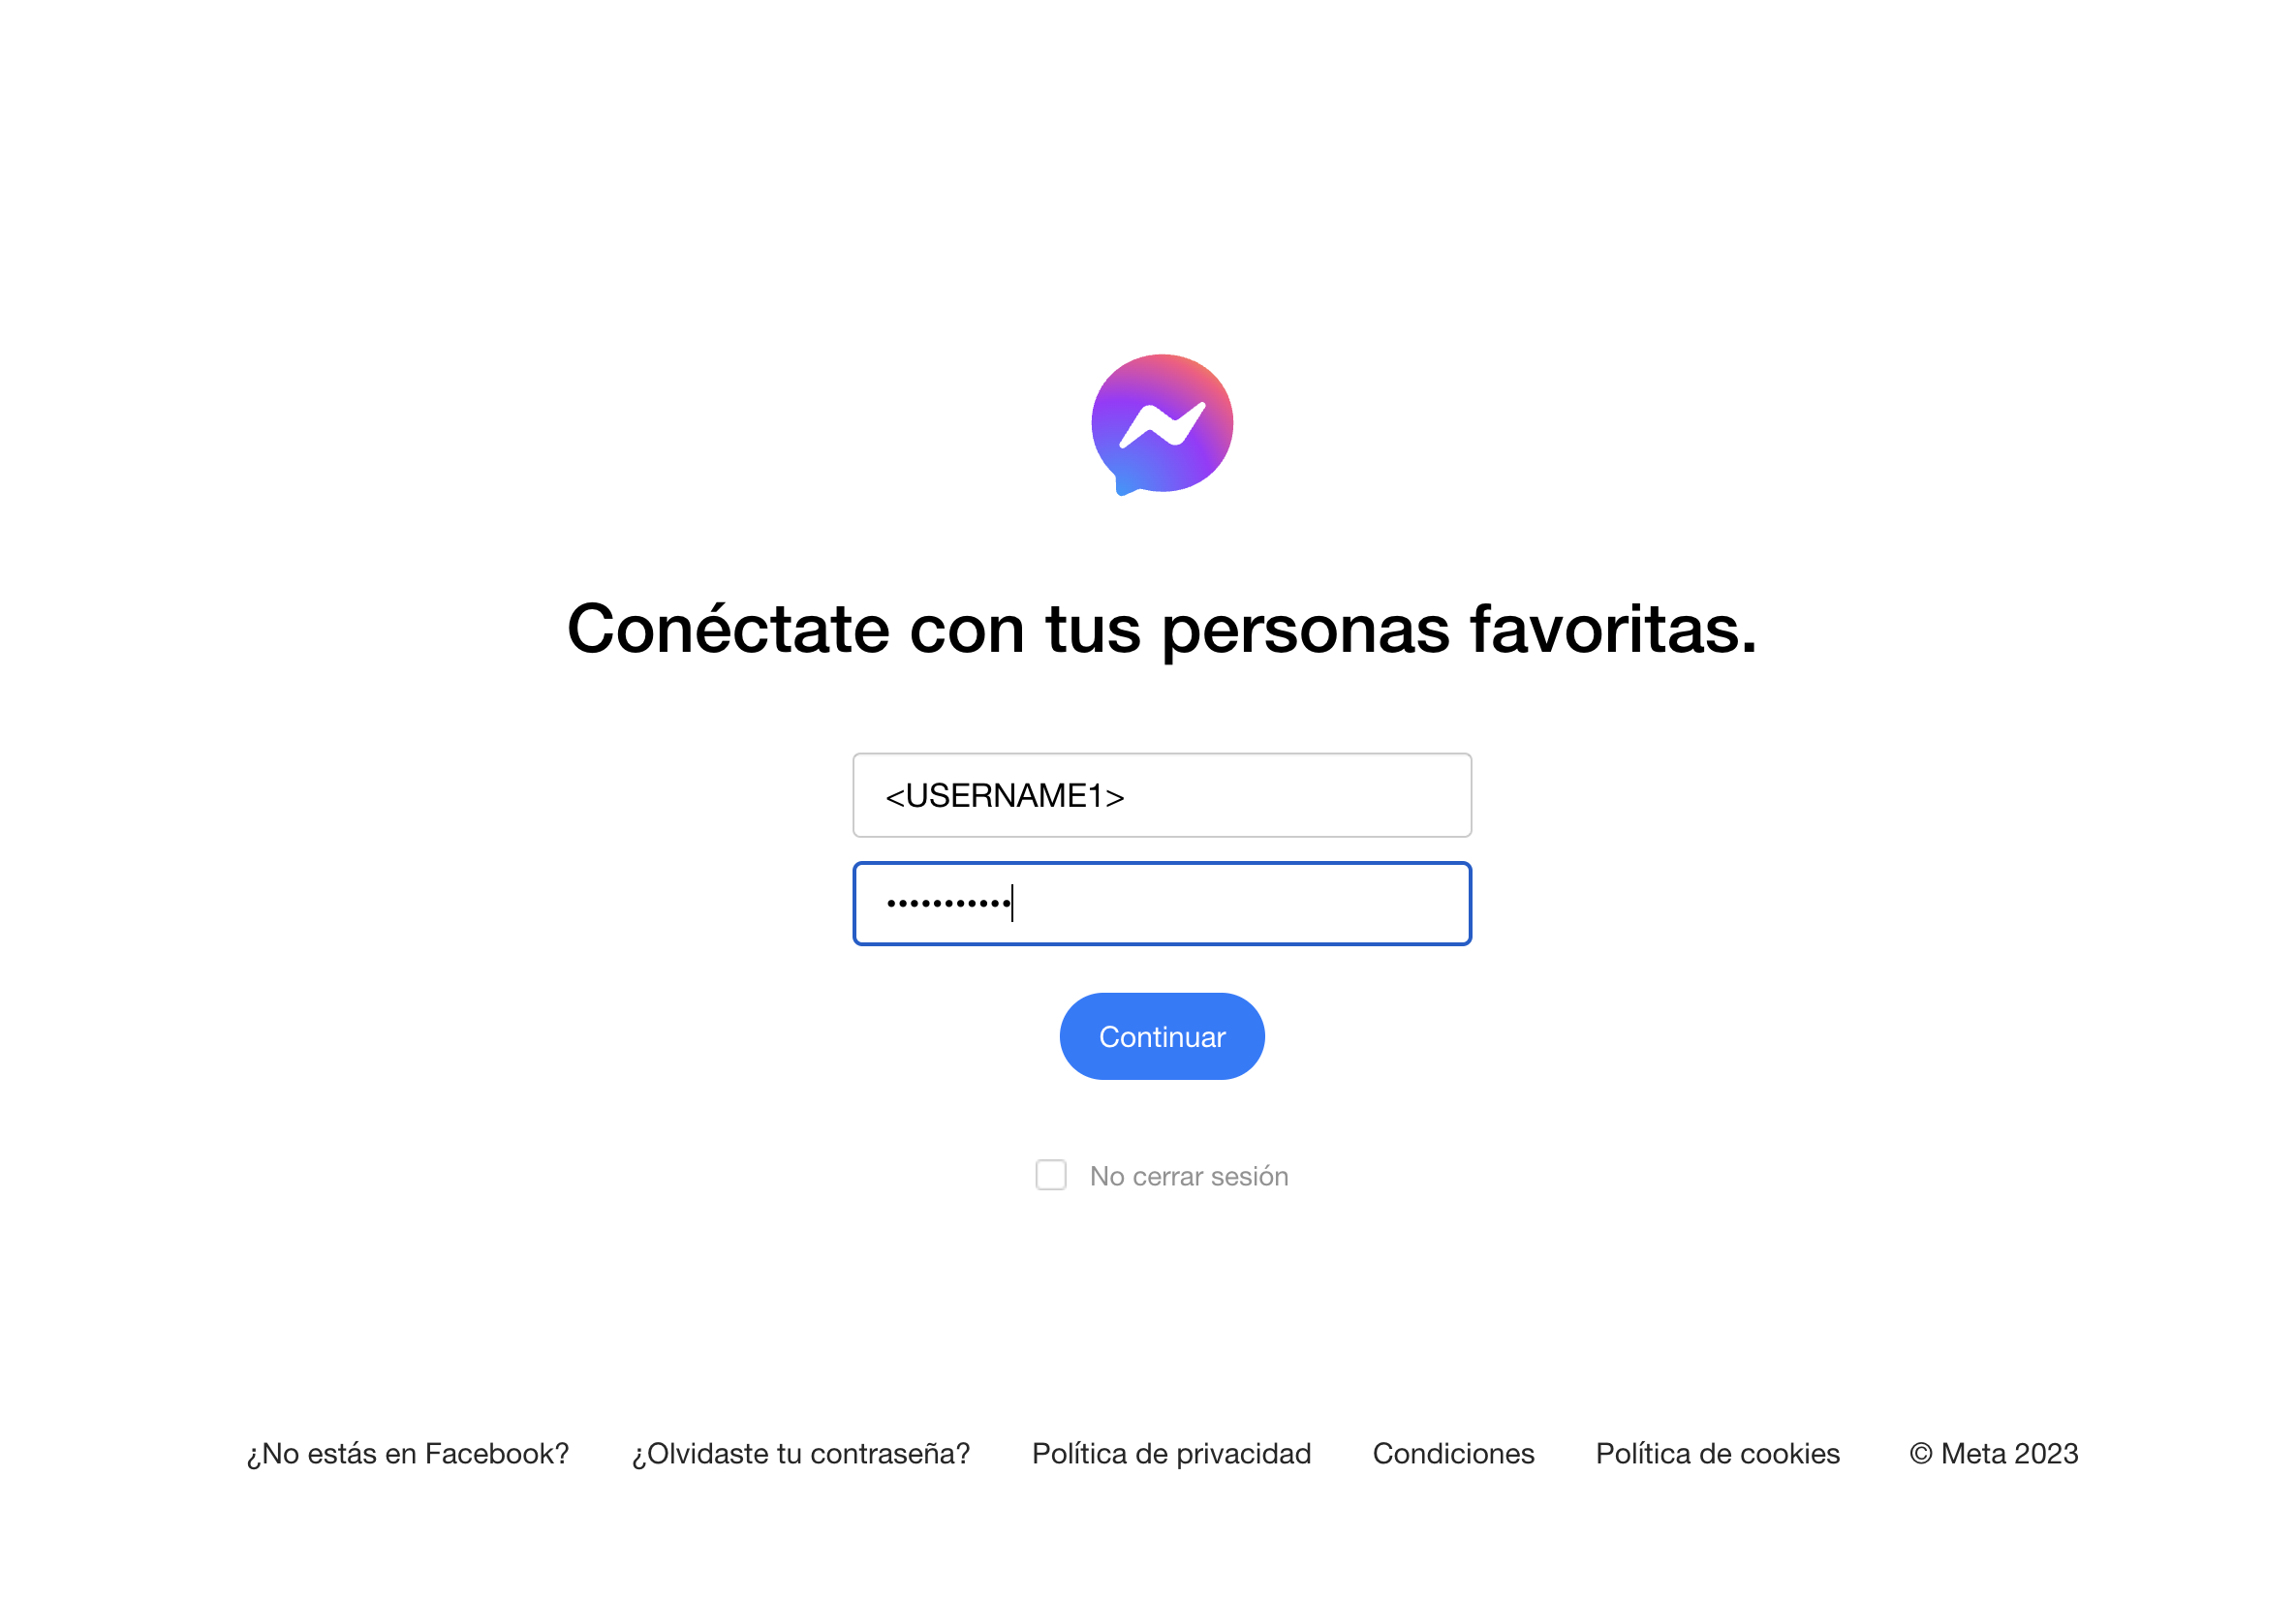 Conéctate con tus personas favoritas.
<USERNAME1>
•••••••••••
Continuar
No cerrar sesión
¿No estás en Facebook? ¿Olvidaste tu contraseña? Política de privacidad Condiciones Política de cookies © Meta 2023